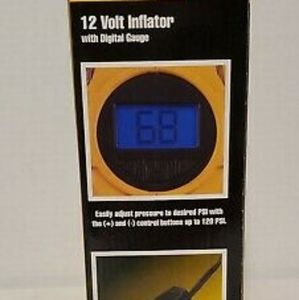 12 Volt Inflator
with Digital Gauge
68
Easily adjust pressure to desired PSI with
the (+) and (-) control buttons up to 120 PSI.